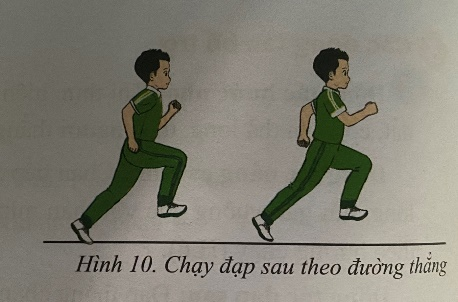 Hình 10. Chạy đạp sau theo đường thẳng